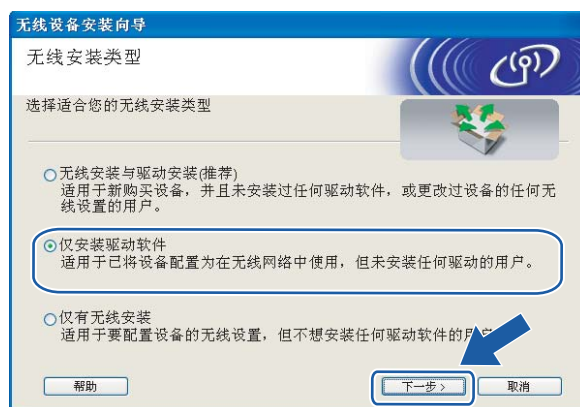 无线设备安装向导
无线安装类型
选择适合您的无线安装类型
无线安装与驱动安装(推荐)
适用于新购买设备，并且未安装过任何驱动软件，或更改过设备的任何无
线设置的用户。
仅安装驱动软件
适用于已将设备配置为在无线网络中使用，但未安装任何驱动的用户。
仅有无线安装
适用于要配置设备的无线设置，但不想安装任何驱动软件的用户
帮助
下一步 >
取消